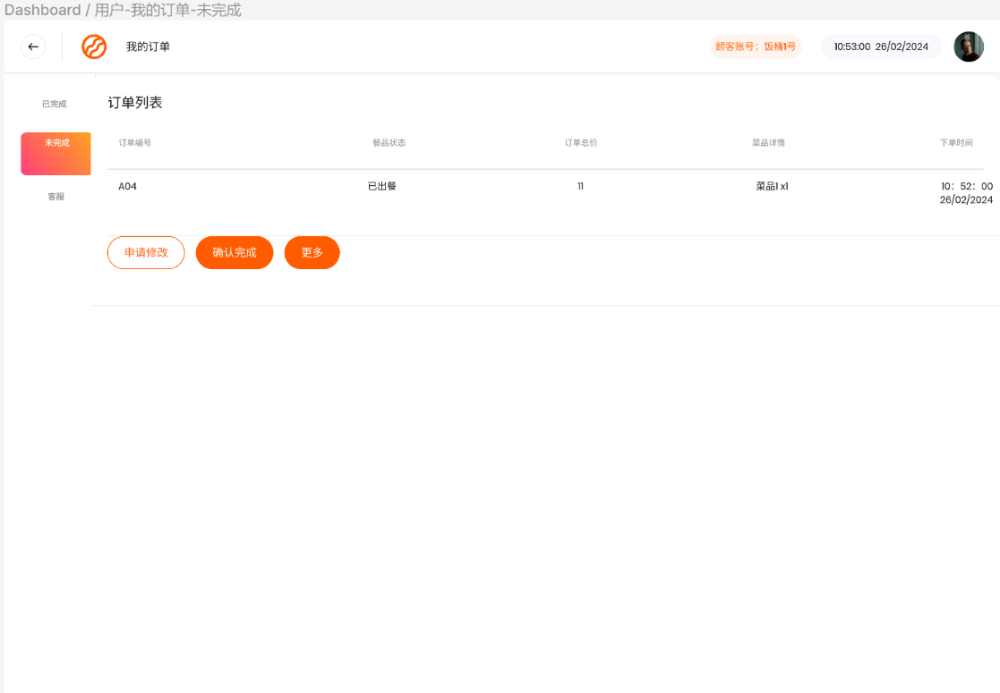 Dashboard / 用户-我的订单-未完成
我的订单
顾客账号：饭桶1号
10:53:00 26/02/2024
已完成
未完成
客服
订单列表
订单编号 餐品状态 订单总价 菜品详情 下单时间
A04 已出餐 11 菜品1 x1 10：52：00
26/02/2024
申请修改 确认完成 更多